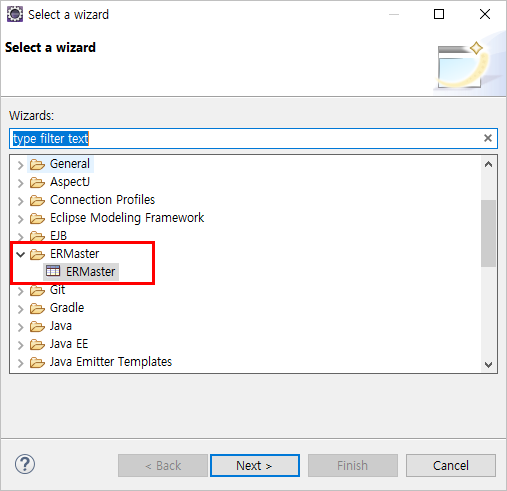 Select a wizard
Select a wizard
Wizards:
type filter text
General
AspectJ
Connection Profiles
Eclipse Modeling Framework
EJB
ERMaster
ERMaster
Git
Gradle
Java
Java EE
Java Emitter Templates
< Back
Next >
Finish
Cancel